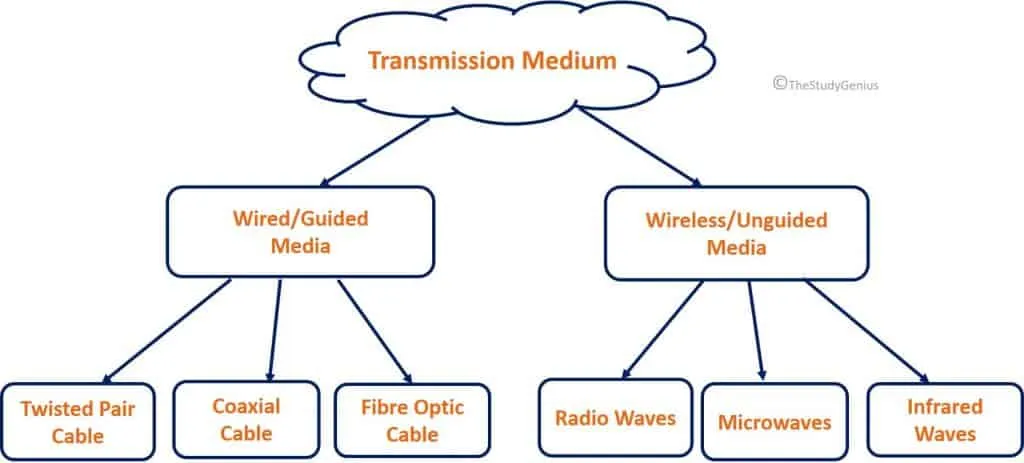 Transmission Medium
©TheStudyGenius
Wired/Guided
Media
Wireless/Unguided
Media
Twisted Pair
Cable
Coaxial
Cable
Fibre Optic
Cable
Radio Waves
Microwaves
Infrared
Waves